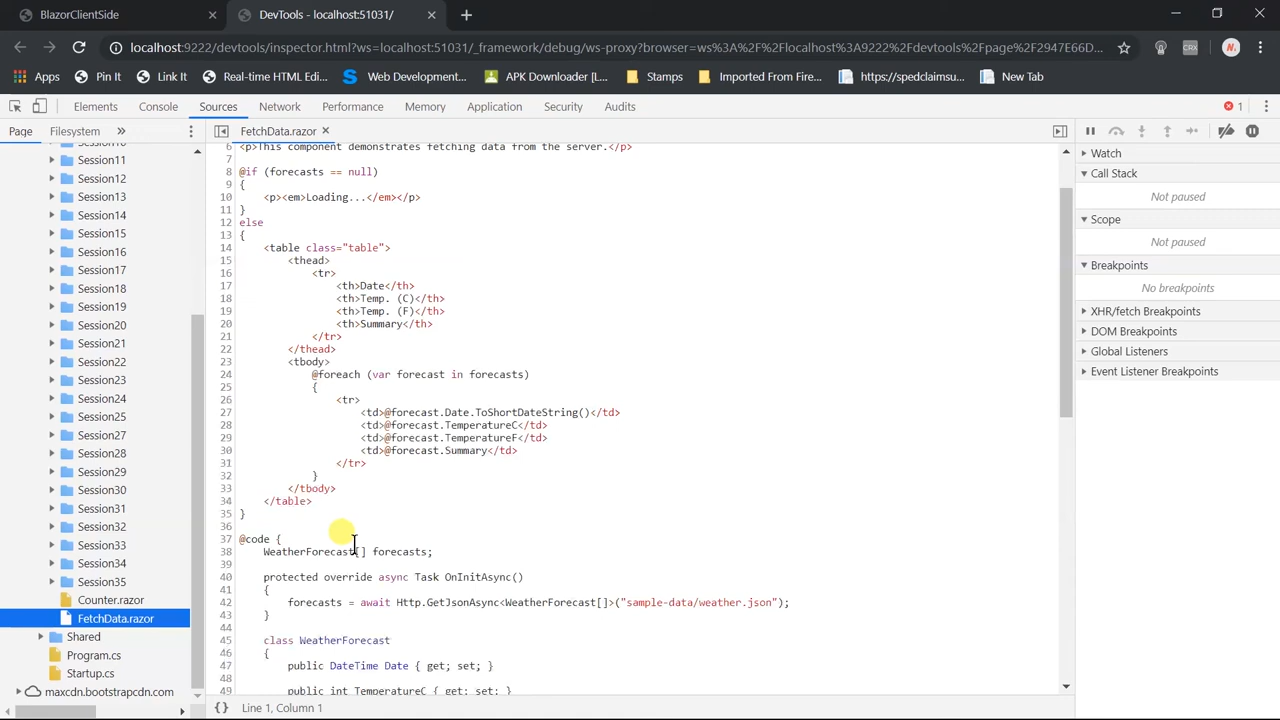 BlazorClientSide
DevTools - localhost:51031/
localhost:9222/devtools/inspector.html?ws=localhost:51031/_framework/debug/ws-proxy?browser=ws%3A%2F%2Flocalhost%3A9222%2Fdevtools%2Fpage%2F2947E66D...
CRX
N.
Apps
Pin It
Link It
Real-time HTML Edi...
Web Development...
APK Downloader [L...
Stamps
Imported From Fire...
https://spedclaimsu...
New Tab
Elements
Console
Sources
Network
Performance
Memory
Application
Security
Audits
1
Page
Filesystem
FetchData.razor
Session10
Session11
Session12
Session13
Session14
Session15
Session16
Session17
Session18
Session19
Session20
Session21
Session22
Session23
Session24
Session25
Session27
Session28
Session29
Session30
Session31
Session32
Session33
Session34
Session35
Counter.razor
FetchData.razor
Shared
Program.cs
Startup.cs
maxcdn.bootstrapcdn.com
6 <p>This component demonstrates fetching data from the server.</p>
7
8 @if (forecasts == null)
9 {
10 <p><em>Loading...</em></p>
11 }
12 else
13 {
14 <table class="table">
15 <thead>
16 <tr>
17 <th>Date</th>
18 <th>Temp. (C)</th>
19 <th>Temp. (F)</th>
20 <th>Summary</th>
21 </tr>
22 </thead>
23 <tbody>
24 @foreach (var forecast in forecasts)
25 {
26 <tr>
27 <td>@forecast.Date.ToShortDateString()</td>
28 <td>@forecast.TemperatureC</td>
29 <td>@forecast.TemperatureF</td>
30 <td>@forecast.Summary</td>
31 </tr>
32 }
33 </tbody>
34 </table>
35 }
36
37 @code {
38 WeatherForecast[] forecasts;
39
40 protected override async Task OnInitAsync()
41 {
42 forecasts = await Http.GetJsonAsync<WeatherForecast[]>("sample-data/weather.json");
43 }
44
45 class WeatherForecast
46 {
47 public DateTime Date { get; set; }
48
49 public int TemperatureC { get; set; }
{ } Line 1, Column 1
Watch
Call Stack
Not paused
Scope
Not paused
Breakpoints
No breakpoints
XHR/fetch Breakpoints
DOM Breakpoints
Global Listeners
Event Listener Breakpoints